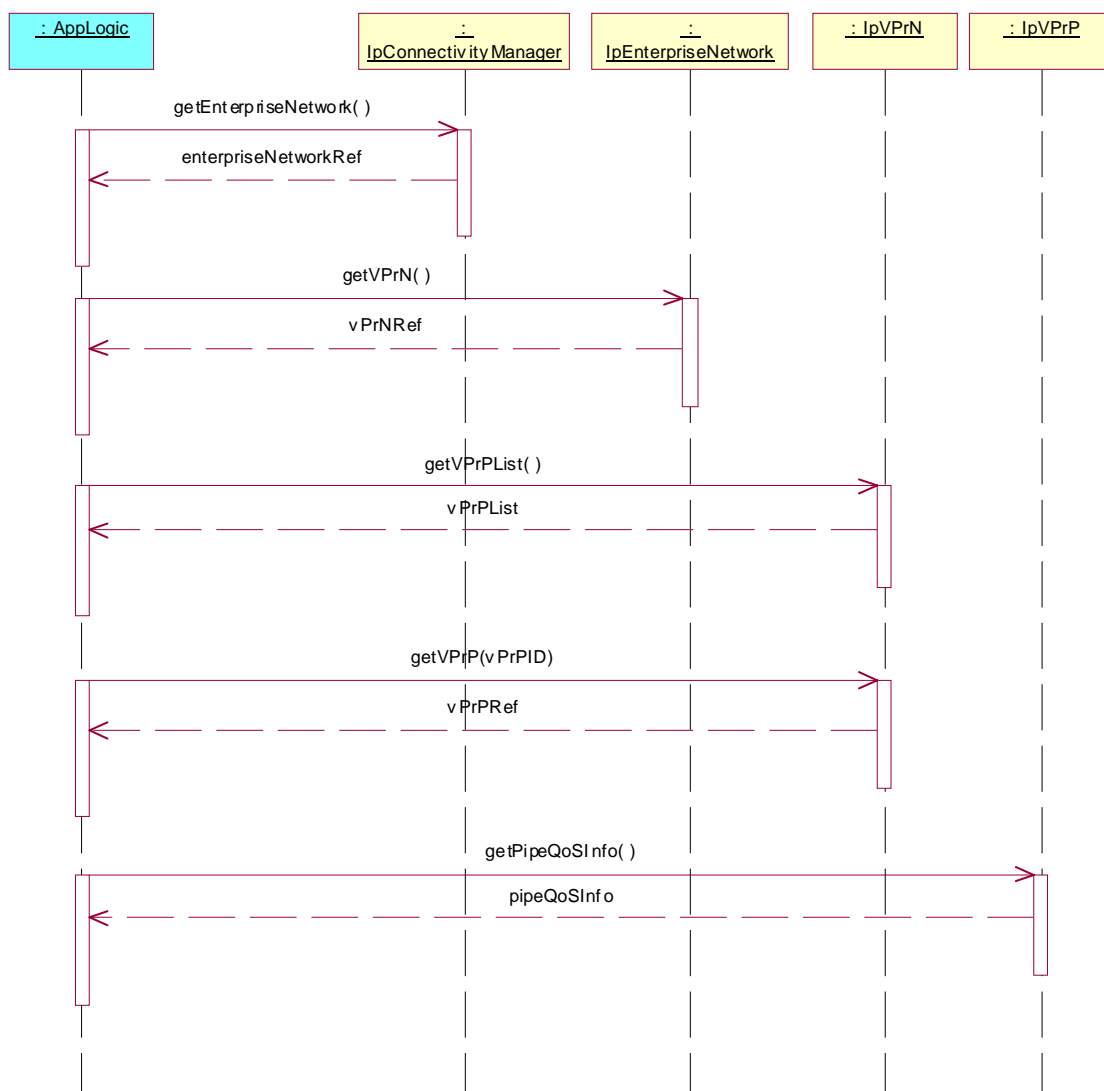 : AppLogic
:
IpConnectivityManager
:
IpEnterpriseNetwork
: IpVPrN
: IpVPrP
getEnterpriseNetwork( )
enterpriseNetworkRef
getVPrN( )
vPrNRef
getVPrPList( )
vPrPList
getVPrP(vPrPID)
vPrPRef
getPipeQoSInfo( )
pipeQoSInfo